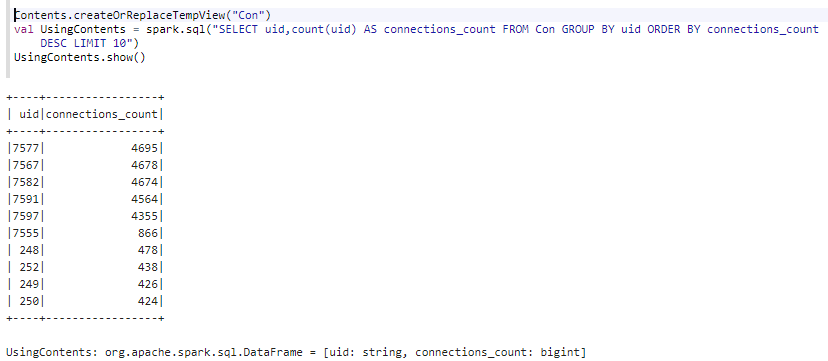 Contents.createOrReplaceTempView("Con")
val UsingContents = spark.sql("SELECT uid,count(uid) AS connections_count FROM Con GROUP BY uid ORDER BY connections_count
    DESC LIMIT 10")
UsingContents.show()
+----+-----------------+
| uid|connections_count|
+----+-----------------+
|7577|             4695|
|7567|             4678|
|7582|             4674|
|7591|             4564|
|7597|             4355|
|7555|              866|
| 248|              478|
| 252|              438|
| 249|              426|
| 250|              424|
+----+-----------------+
UsingContents: org.apache.spark.sql.DataFrame = [uid: string, connections_count: bigint]